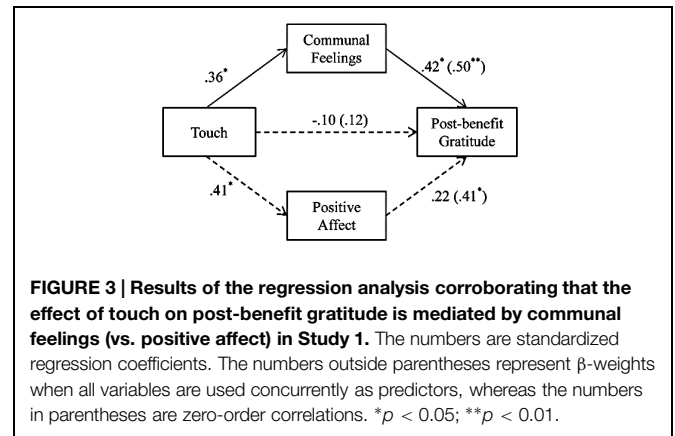 Communal
Feelings
.36*
.42* (.50**)
Touch
-.10 (.12)
Post-benefit
Gratitude
.41*
.22 (.41*)
Positive
Affect
FIGURE 3 | Results of the regression analysis corroborating that the
effect of touch on post-benefit gratitude is mediated by communal
feelings (vs. positive affect) in Study 1. The numbers are standardized
regression coefficients. The numbers outside parentheses represent β-weights
when all variables are used concurrently as predictors, whereas the numbers
in parentheses are zero-order correlations. *p < 0.05; **p < 0.01.